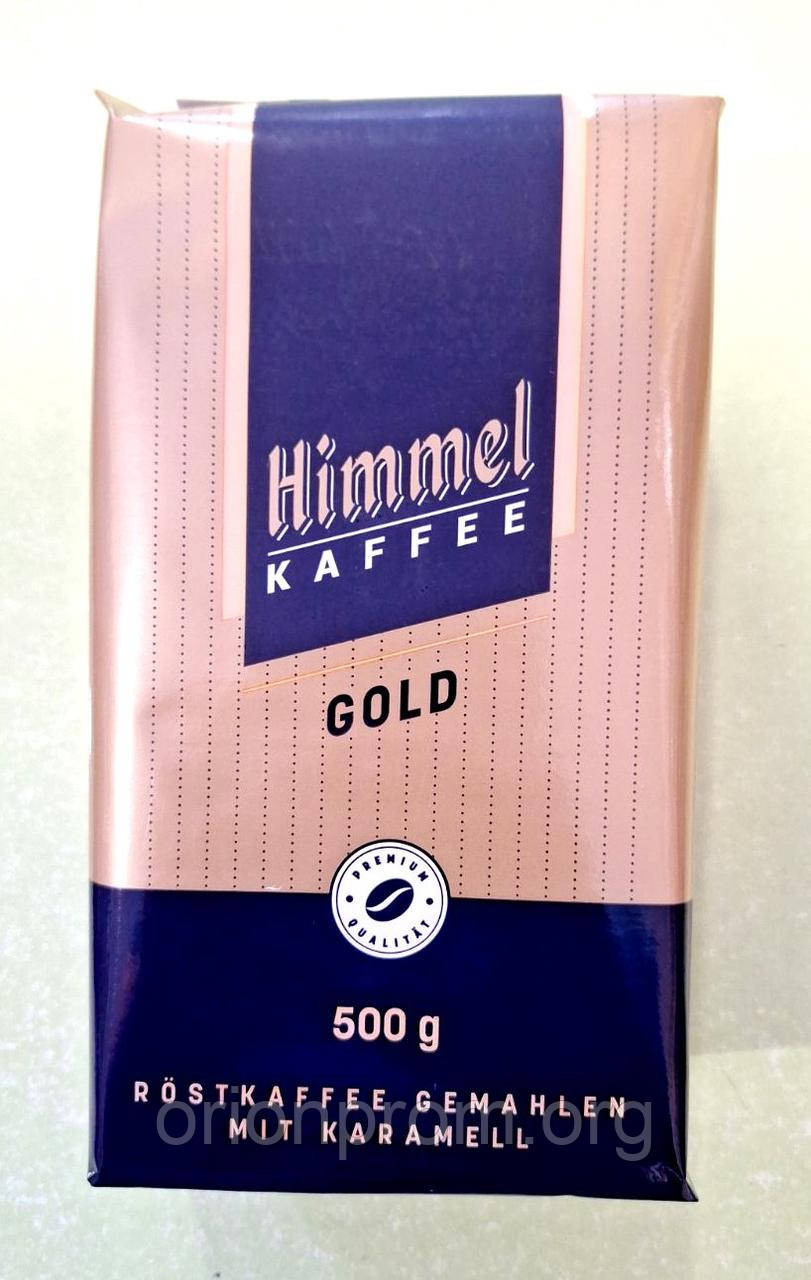 Himmel
KAFFEE
GOLD
PREMIUM
QUALITÄT
500 g
RÖSTKAFFEE GEMAHLEN
MIT KARAMELL
orionprom.org